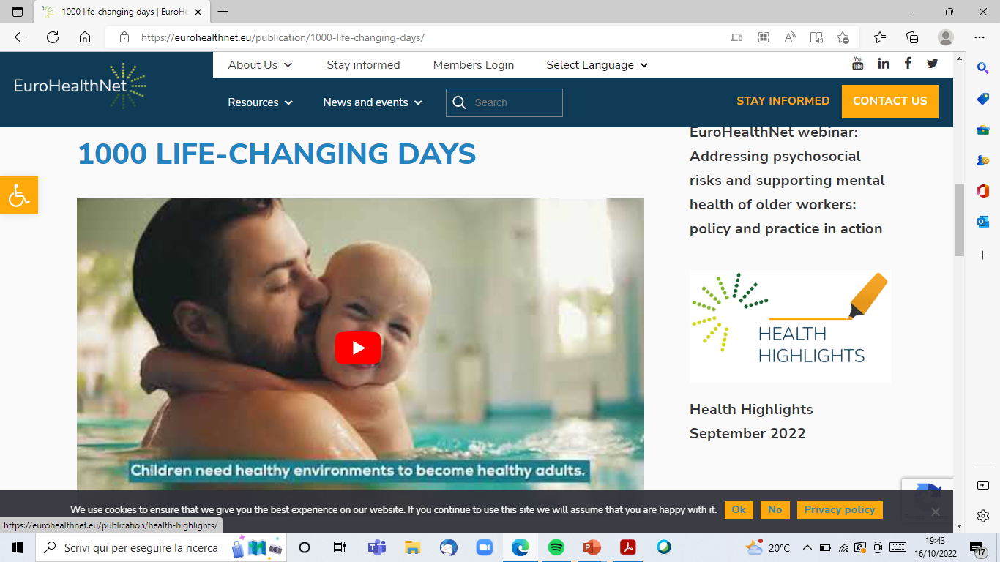 1000 life-changing days | EuroHe
https://eurohealthnet.eu/publication/1000-life-changing-days/
EuroHealthNet
About Us
Stay informed
Members Login
Select Language
You
Tube
Resources
News and events
Search
STAY INFORMED
CONTACT US
1000 LIFE-CHANGING DAYS
Children need healthy environments to become healthy adults.
EuroHealthNet webinar:
Addressing psychosocial
risks and supporting mental
health of older workers:
policy and practice in action
HEALTH
HIGHLIGHTS
Health Highlights
September 2022
We use cookies to ensure that we give you the best experience on our website. If you continue to use this site we will assume that you are happy with it.
Ok
No
Privacy policy
https://eurohealthnet.eu/publication/health-highlights/
Scrivi qui per eseguire la ricerca
20°C
19:43
16/10/2022
17